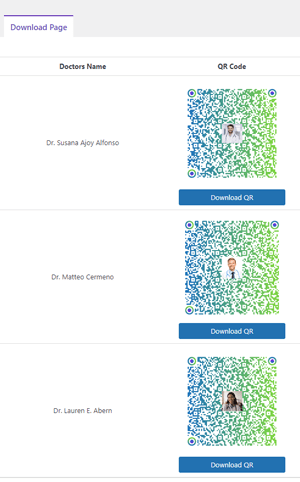 Download Page
Doctors Name QR Code
Dr. Susana Ajoy Alfonso
Download QR
Dr. Matteo Cermeno
Download QR
Dr. Lauren E. Abern
Download QR